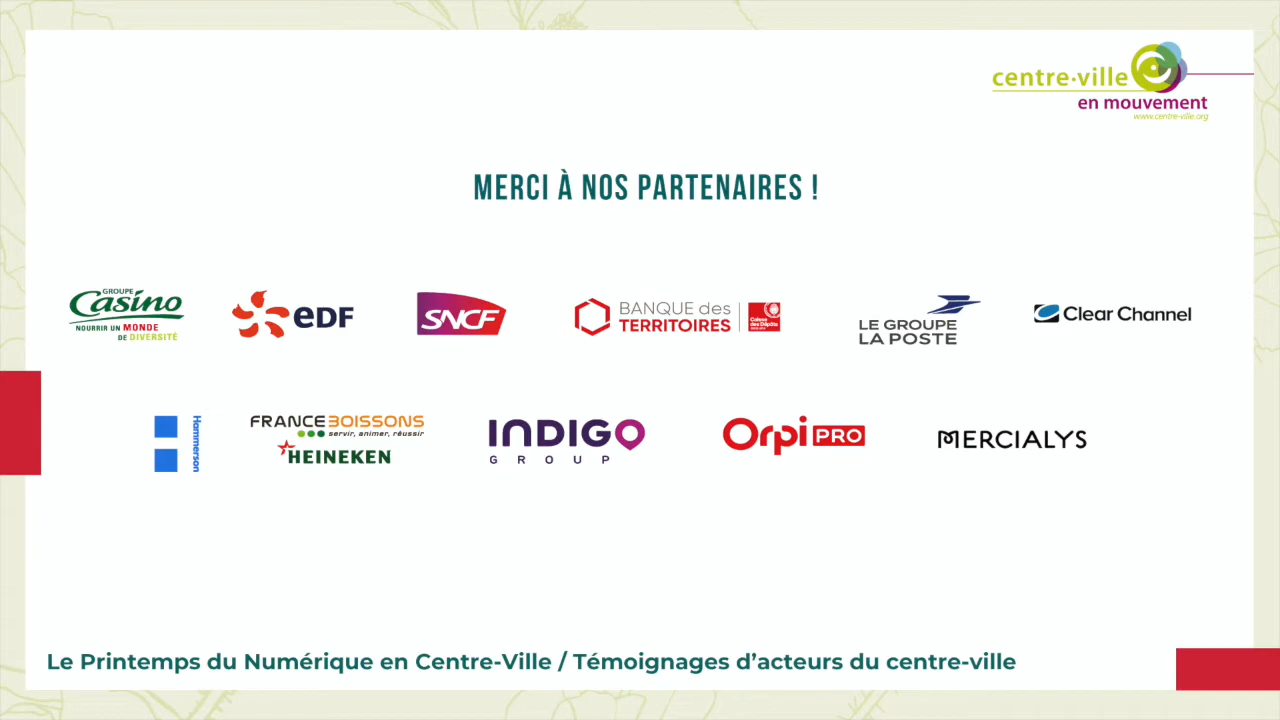 centre·ville
en mouvement
www.centre-ville.org
MERCI À NOS PARTENAIRES !
GROUPE
Casino
NOURRIR UN MONDE
DE DIVERSITÉ
eDF
SNCF
BANQUE des
TERRITOIRES
Caisse
des Dépôts
GROUPE
LE GROUPE
LA POSTE
Clear Channel
Hammerson
FRANCE BOISSONS
servir, animer, réussir
HEINEKEN
INDIGO
GROUP
Orpi PRO
MERCIALYS
Le Printemps du Numérique en Centre-Ville / Témoignages d’acteurs du centre-ville